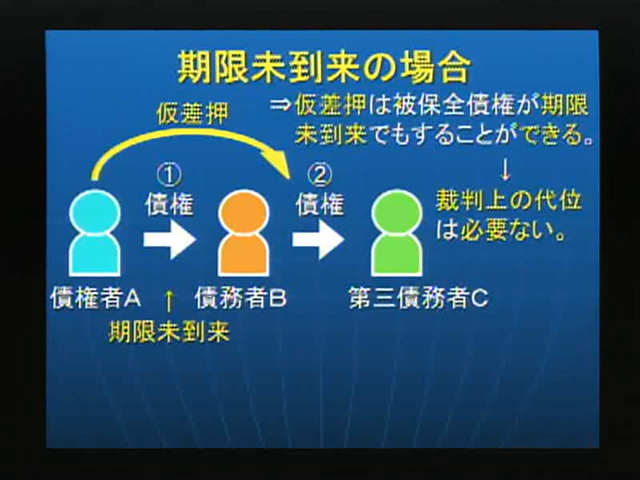 期限未到来の場合
仮差押
⇒仮差押は被保全債権が期限
未到来でもすることができる。
↓
裁判上の代位
は必要ない。
① ②
債権 債権
債権者A ↑ 債務者B 第三債務者C
期限未到来